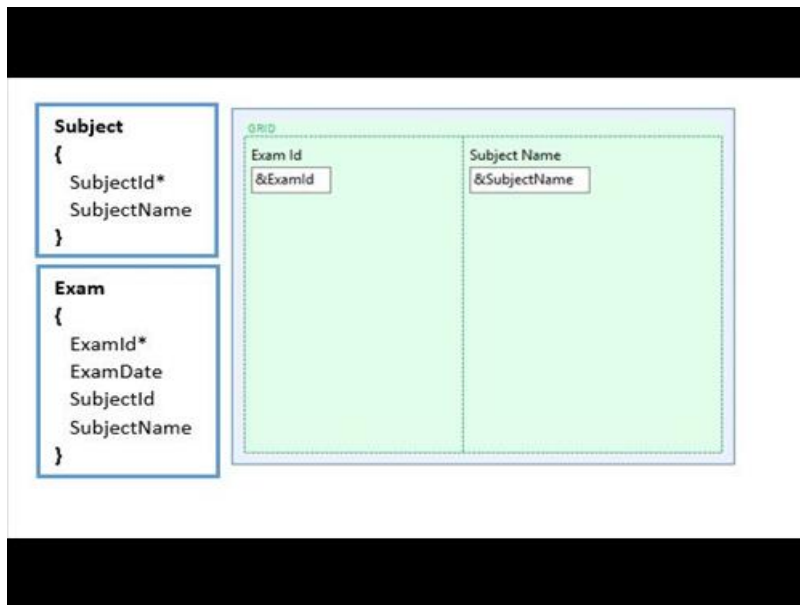 Subject
{
SubjectId*
SubjectName
}
Exam
{
ExamId*
ExamDate
SubjectId
SubjectName
}
GRID
Exam Id
&ExamId
Subject Name
&SubjectName